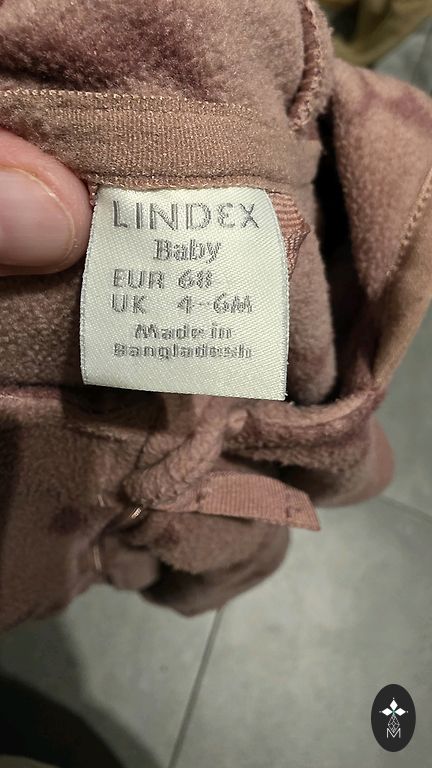 LINDEX
Baby
EUR 68
UK 4-6M
Made in
Bangladesh
M